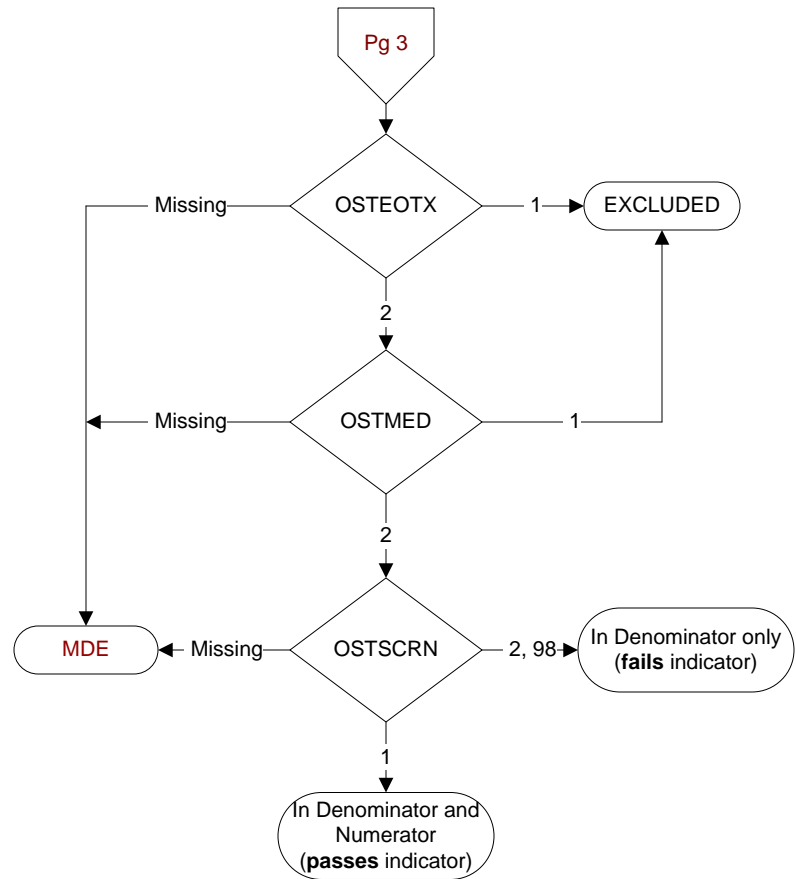 Pg 3
Missing
OSTEOTX
1
EXCLUDED
2
Missing
OSTMED
1
2
MDE
Missing
OSTSCRN
2, 98
In Denominator only
(fails indicator)
1
In Denominator and
Numerator
(passes indicator)